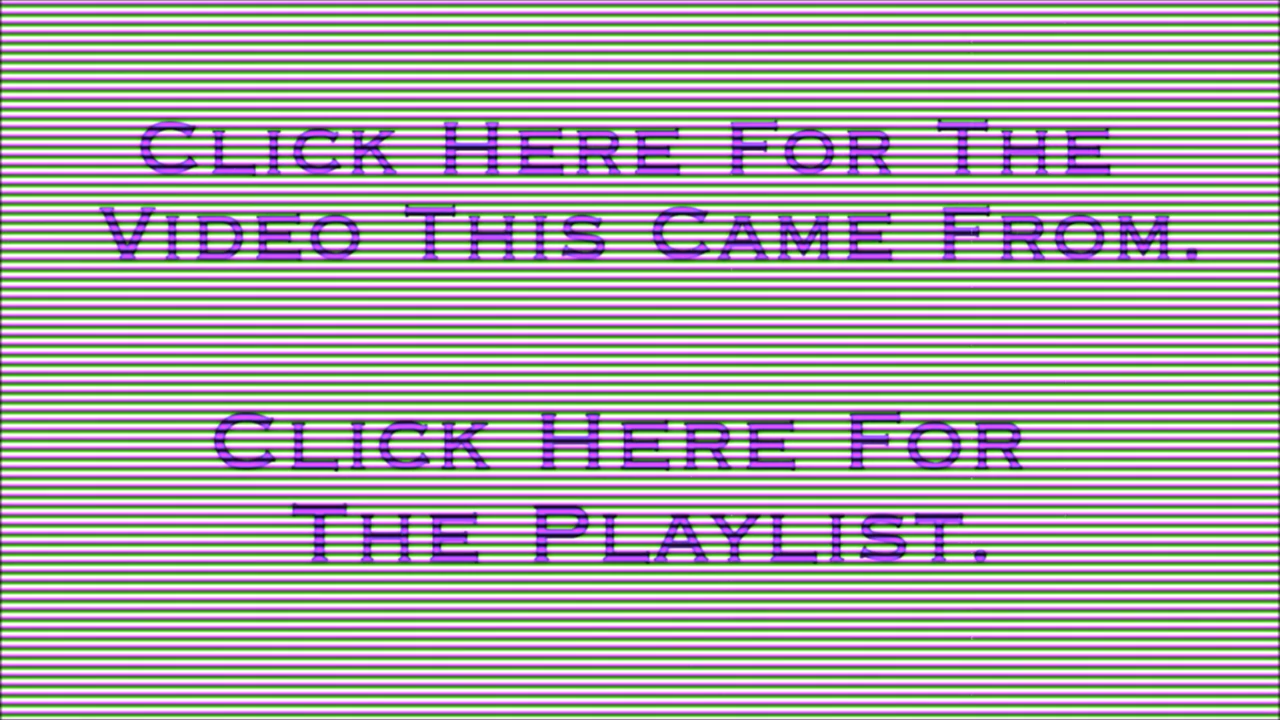 Click Here For The
Video This Came From.
Click Here For
The Playlist.